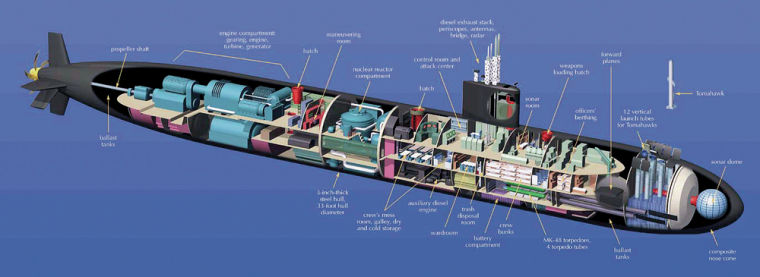 diesel exhaust stack,
periscopes, antennas,
bridge, radar
engine compartment:
gearing, engine,
turbine, generator
maneuvering
room
propeller shaft
hatch
nuclear reactor
compartment
control room and
attack center
hatch
weapons
loading hatch
forward
planes
sonar
room
Tomahawk
officers'
berthing
12 vertical
launch tubes
for Tomahawks
ballast
tanks
sonar dome
steel hull,
33-foot hull
diameter
crew's mess
room, galley, dry
and cold storage
auxiliary diesel
engine
wardroom
trash
disposal
room
battery
compartment
crew
bunks
MK-48 torpedoes,
4 torpedo tubes
ballast
tanks
composite
nose cone